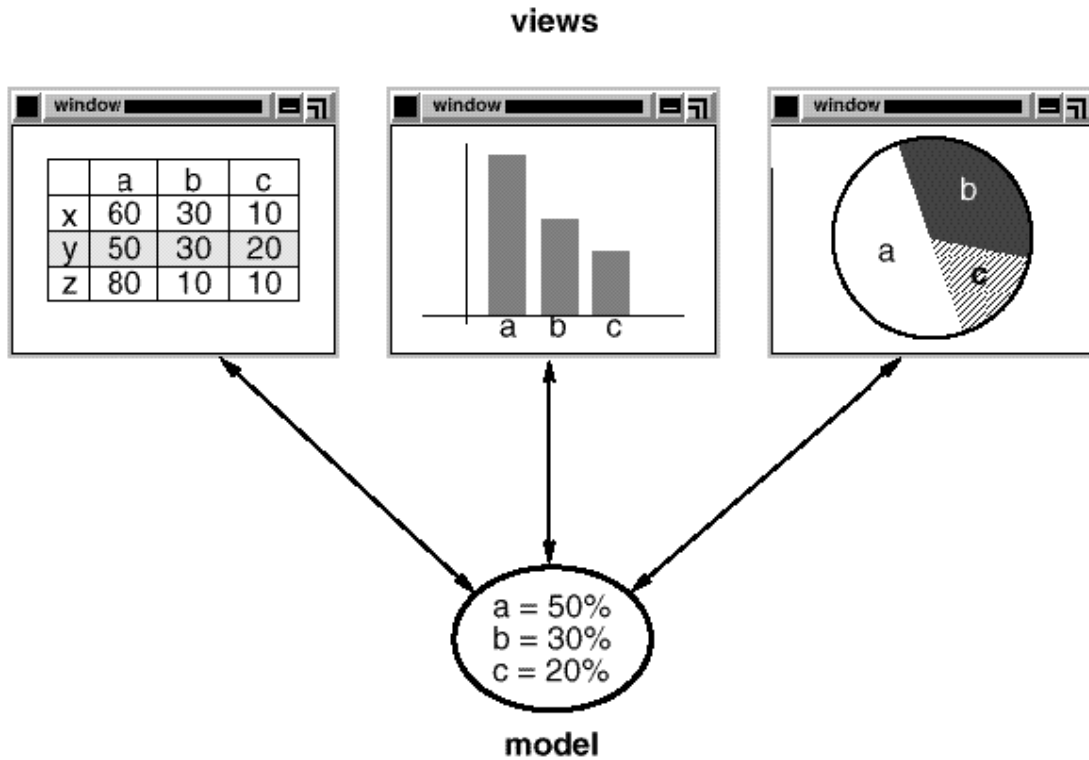 views
window
a b c
x 60 30 10
y 50 30 20
z 80 10 10
window
a b c
window
b
a
c
a = 50%
b = 30%
c = 20%
model